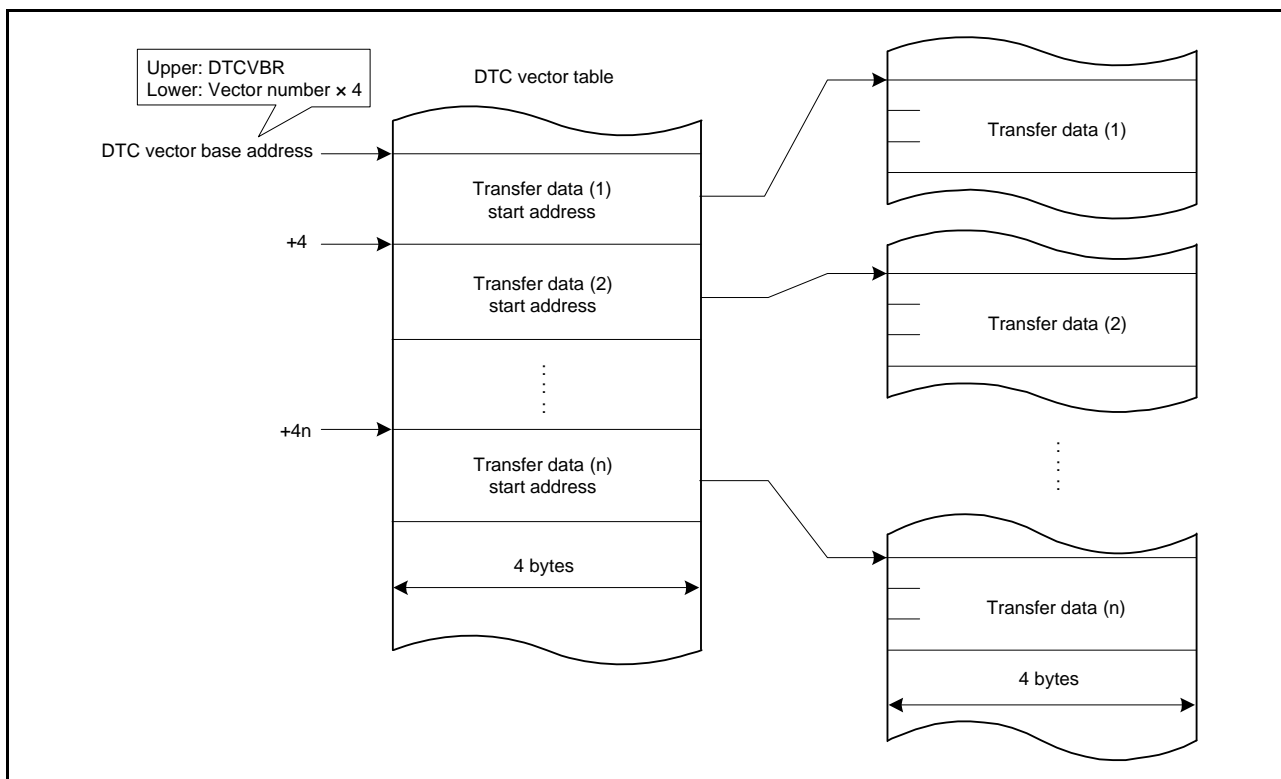 Upper: DTCVBR
Lower: Vector number × 4
DTC vector table
DTC vector base address
Transfer data (1)
start address
+4
Transfer data (2)
start address
+4n
Transfer data (n)
start address
4 bytes
Transfer data (1)
Transfer data (2)
Transfer data (n)
4 bytes